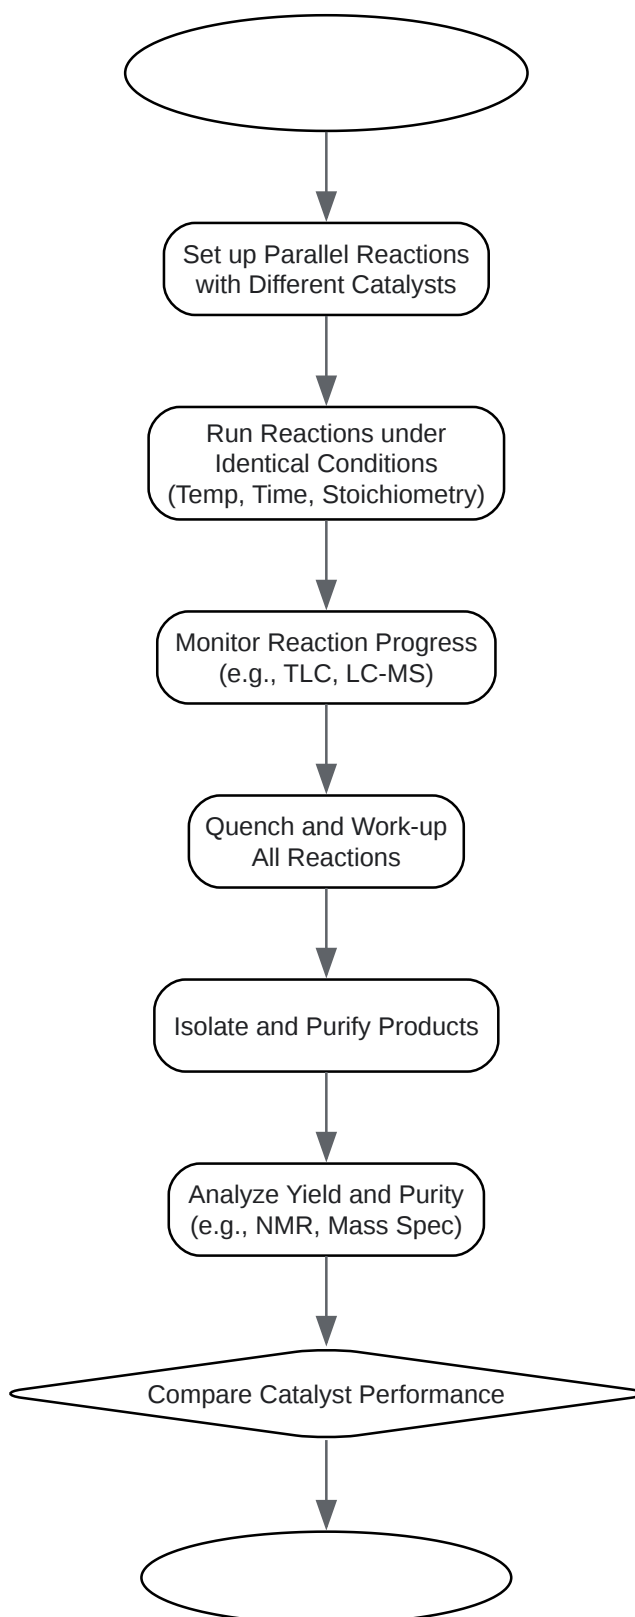 Set up Parallel Reactions
with Different Catalysts
Run Reactions under
Identical Conditions
(Temp, Time, Stoichiometry)
Monitor Reaction Progress
(e.g., TLC, LC-MS)
Quench and Work-up
All Reactions
Isolate and Purify Products
Analyze Yield and Purity
(e.g., NMR, Mass Spec)
Compare Catalyst Performance